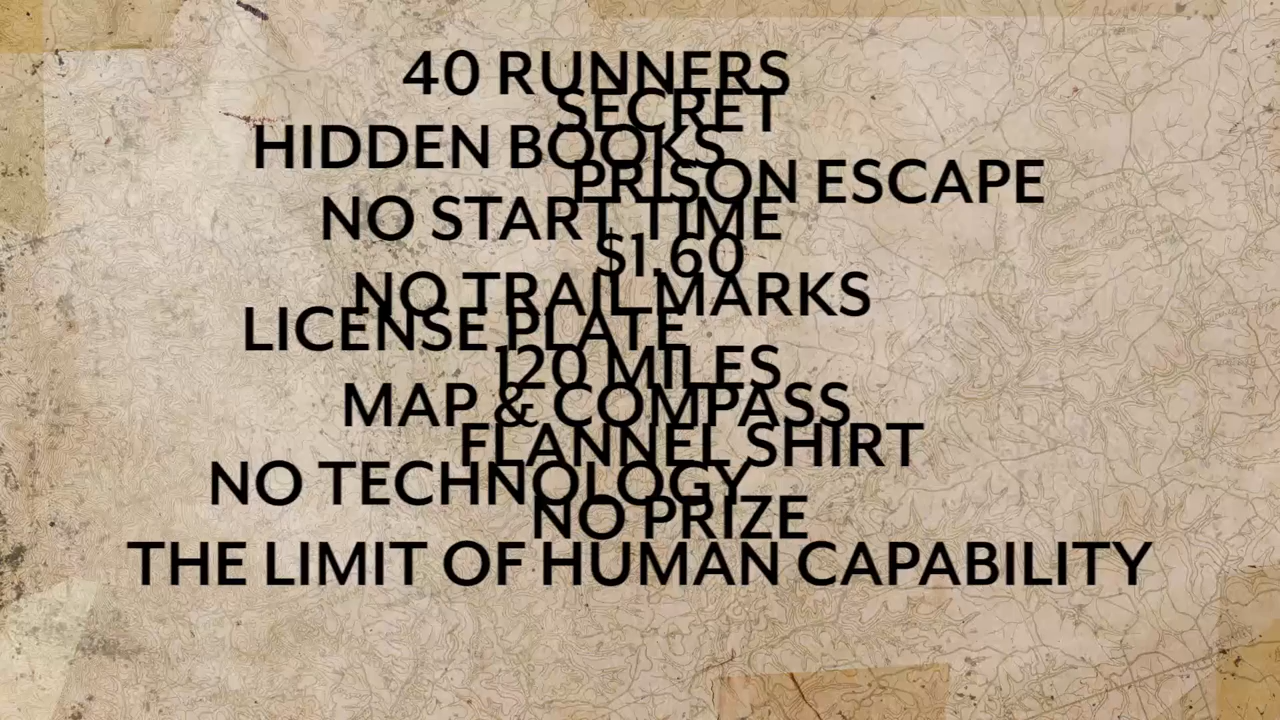 40 RUNNERS
SECRET
HIDDEN BOOKS
PRISON ESCAPE
NO START TIME
$1.60
NO TRAIL MARKS
LICENSE PLATE
120 MILES
MAP & COMPASS
FLANNEL SHIRT
NO TECHNOLOGY
NO PRIZE
THE LIMIT OF HUMAN CAPABILITY